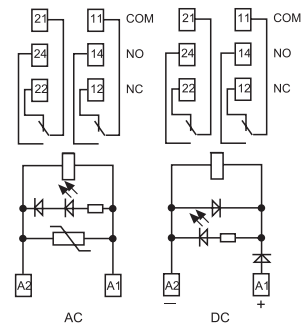 21 11 COM 21 11 COM
24 14 NO 24 14 NO
22 12 NC 22 12 NC
A2 A1 A2 A1
— +
AC DC